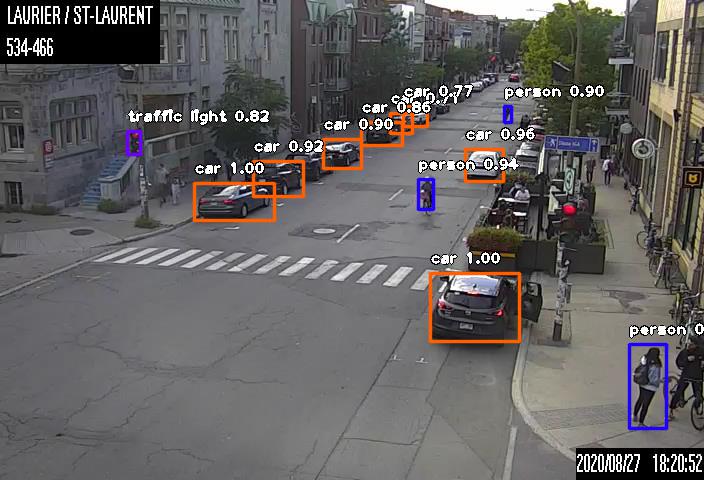 LAURIER / ST-LAURENT
534-466
car 0.77
person 0.90
car 0.86
traffic light 0.82
car 0.90
car 0.96
car 0.92
person 0.94
car 1.00
car 1.00
person 0
2020/08/27 18:20:52